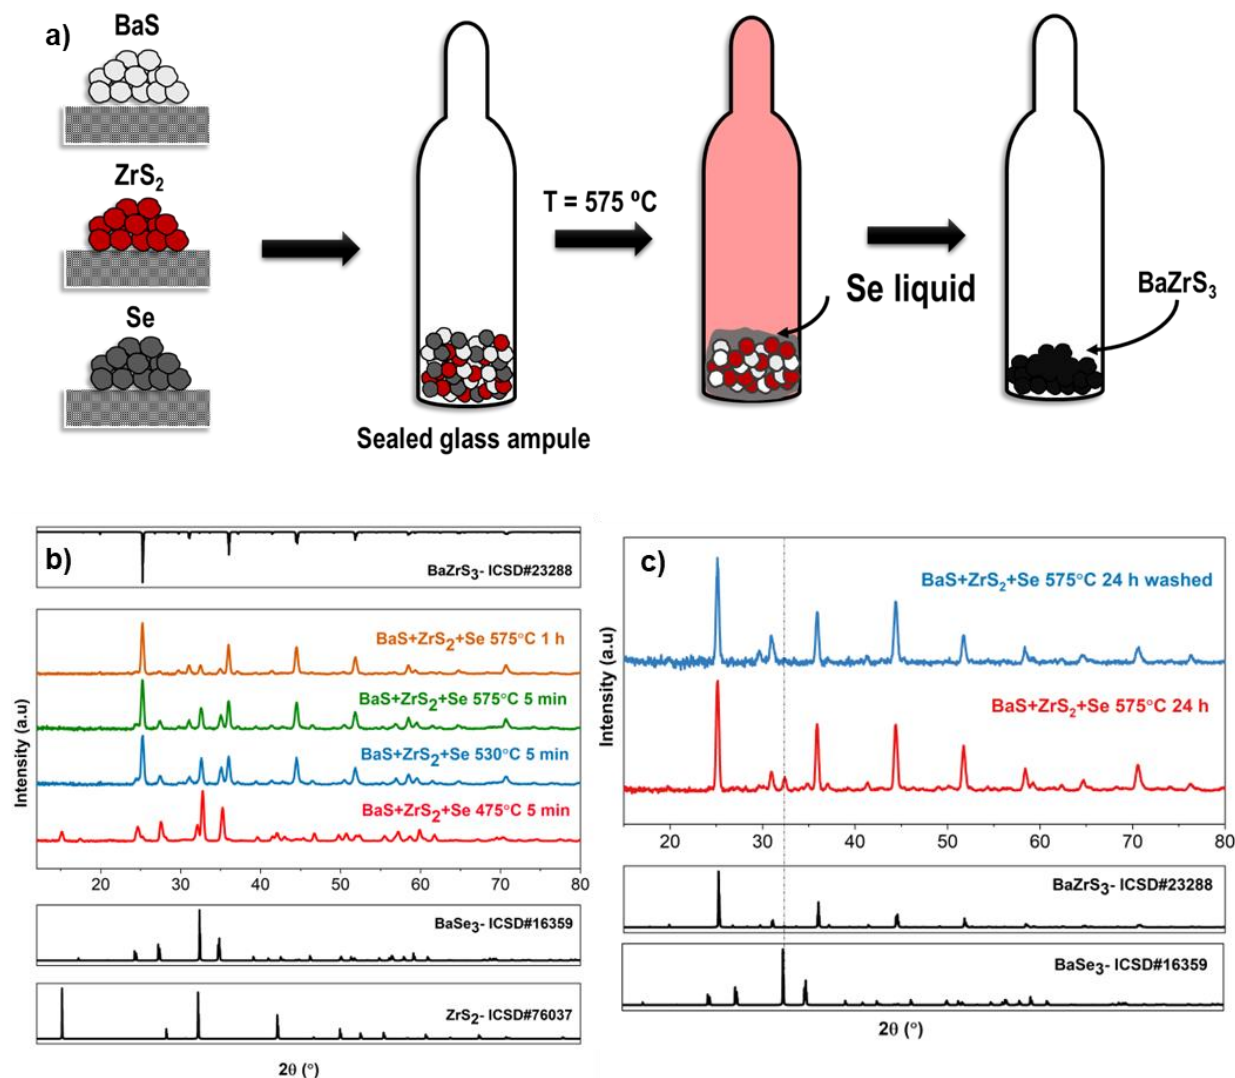 a)
BaS
ZrS₂
Se
Sealed glass ampule
T = 575 ºC
Se liquid
BaZrS₃
b)
BaZrS₃- ICSD#23288
BaS+ZrS₂+Se 575°C 1 h
BaS+ZrS₂+Se 575°C 5 min
BaS+ZrS₂+Se 530°C 5 min
BaS+ZrS₂+Se 475°C 5 min
Intensity (a.u)
20 30 40 50 60 70 80
BaSe₃- ICSD#16359
ZrS₂- ICSD#76037
2θ (°)
c)
BaS+ZrS₂+Se 575°C 24 h washed
BaS+ZrS₂+Se 575°C 24 h
Intensity (a.u)
20 30 40 50 60 70 80
BaZrS₃- ICSD#23288
BaSe₃- ICSD#16359
2θ (°)